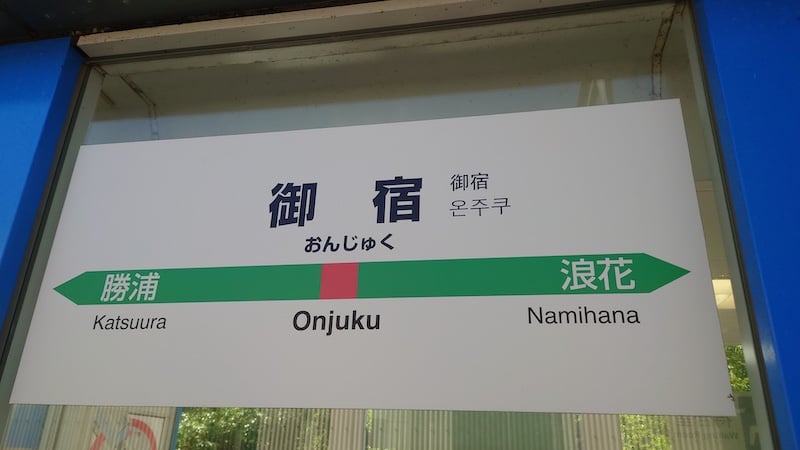 御宿
御宿
온주쿠
おんじゅく
勝浦
浪花
Katsuura
Onjuku
Namihana